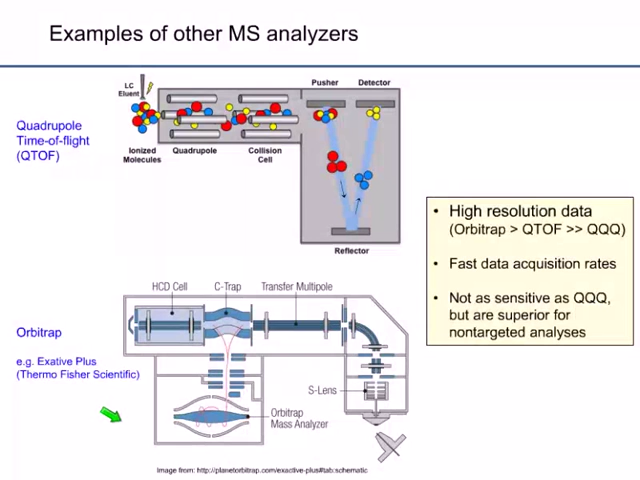 Examples of other MS analyzers
LC
Eluent
Pusher
Detector
Quadrupole
Time-of-flight
(QTOF)
Ionized
Molecules
Quadrupole
Collision
Cell
Reflector
• High resolution data
(Orbitrap > QTOF >> QQQ)
• Fast data acquisition rates
• Not as sensitive as QQQ,
but are superior for
nontargeted analyses
HCD Cell
C-Trap
Transfer Multipole
Orbitrap
e.g. Exative Plus
(Thermo Fisher Scientific)
S-Lens
Orbitrap
Mass Analyzer
Image from: http://planetorbitrap.com/exactive-plus#tab:schematic